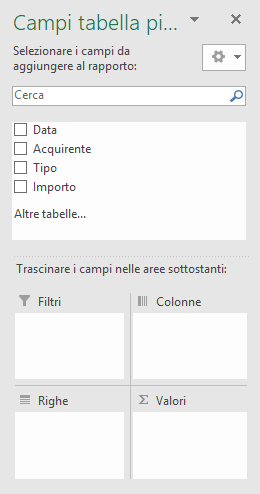 Campi tabella pi...
Selezionare i campi da
aggiungere al rapporto:
Cerca
Data
Acquirente
Tipo
Importo
Altre tabelle...
Trascinare i campi nelle aree sottostanti:
Filtri
Colonne
Righe
Σ Valori